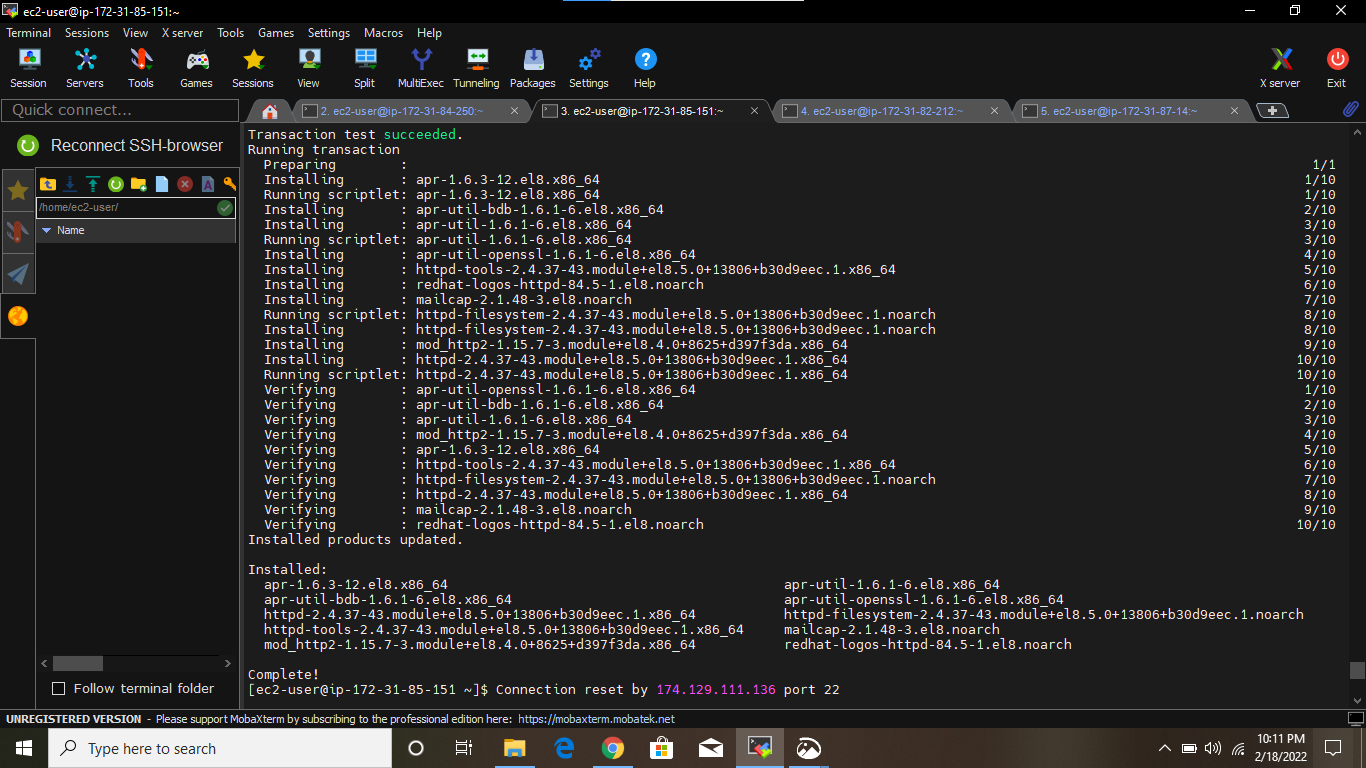 ec2-user@ip-172-31-85-151:~
Terminal Sessions View X server Tools Games Settings Macros Help
Session Servers Tools Games Sessions View Split MultiExec Tunneling Packages Settings Help X server Exit
Quick connect...
2. ec2-user@ip-172-31-84-250:~
3. ec2-user@ip-172-31-85-151:~
4. ec2-user@ip-172-31-82-212:~
5. ec2-user@ip-172-31-87-14:~
Reconnect SSH-browser
/home/ec2-user/
Name
Follow terminal folder
Transaction test succeeded.
Running transaction
Preparing : 1/1
Installing : apr-1.6.3-12.el8.x86_64 1/10
Running scriptlet: apr-1.6.3-12.el8.x86_64 1/10
Installing : apr-util-bdb-1.6.1-6.el8.x86_64 2/10
Installing : apr-util-1.6.1-6.el8.x86_64 3/10
Running scriptlet: apr-util-1.6.1-6.el8.x86_64 3/10
Installing : apr-util-openssl-1.6.1-6.el8.x86_64 4/10
Installing : httpd-tools-2.4.37-43.module+el8.5.0+13806+b30d9eec.1.x86_64 5/10
Installing : redhat-logos-httpd-84.5-1.el8.noarch 6/10
Installing : mailcap-2.1.48-3.el8.noarch 7/10
Running scriptlet: httpd-filesystem-2.4.37-43.module+el8.5.0+13806+b30d9eec.1.noarch 8/10
Installing : httpd-filesystem-2.4.37-43.module+el8.5.0+13806+b30d9eec.1.noarch 8/10
Installing : mod_http2-1.15.7-3.module+el8.4.0+8625+d397f3da.x86_64 9/10
Installing : httpd-2.4.37-43.module+el8.5.0+13806+b30d9eec.1.x86_64 10/10
Running scriptlet: httpd-2.4.37-43.module+el8.5.0+13806+b30d9eec.1.x86_64 10/10
Verifying : apr-util-openssl-1.6.1-6.el8.x86_64 1/10
Verifying : apr-util-bdb-1.6.1-6.el8.x86_64 2/10
Verifying : apr-util-1.6.1-6.el8.x86_64 3/10
Verifying : mod_http2-1.15.7-3.module+el8.4.0+8625+d397f3da.x86_64 4/10
Verifying : apr-1.6.3-12.el8.x86_64 5/10
Verifying : httpd-tools-2.4.37-43.module+el8.5.0+13806+b30d9eec.1.x86_64 6/10
Verifying : httpd-filesystem-2.4.37-43.module+el8.5.0+13806+b30d9eec.1.noarch 7/10
Verifying : httpd-2.4.37-43.module+el8.5.0+13806+b30d9eec.1.x86_64 8/10
Verifying : mailcap-2.1.48-3.el8.noarch 9/10
Verifying : redhat-logos-httpd-84.5-1.el8.noarch 10/10
Installed products updated.
Installed:
apr-1.6.3-12.el8.x86_64 apr-util-1.6.1-6.el8.x86_64
apr-util-bdb-1.6.1-6.el8.x86_64 apr-util-openssl-1.6.1-6.el8.x86_64
httpd-2.4.37-43.module+el8.5.0+13806+b30d9eec.1.x86_64 httpd-filesystem-2.4.37-43.module+el8.5.0+13806+b30d9eec.1.noarch
httpd-tools-2.4.37-43.module+el8.5.0+13806+b30d9eec.1.x86_64 mailcap-2.1.48-3.el8.noarch
mod_http2-1.15.7-3.module+el8.4.0+8625+d397f3da.x86_64 redhat-logos-httpd-84.5-1.el8.noarch
Complete!
[ec2-user@ip-172-31-85-151 ~]$ Connection reset by 174.129.111.136 port 22
UNREGISTERED VERSION - Please support MobaXterm by subscribing to the professional edition here: https://mobaxterm.mobatek.net
Type here to search
10:11 PM
2/18/2022